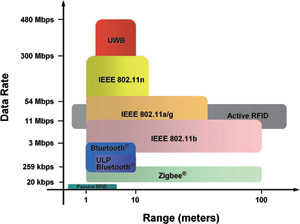 480 Mbps
UWB
300 Mbps
IEEE 802.11n
Data Rate
54 Mbps
IEEE 802.11a/g
Active RFID
11 Mbps
IEEE 802.11b
3 Mbps
Bluetooth®
ULP
Bluetooth®
259 kbps
Zigbee®
20 kbps
Passive RFID
1
10
100
Range (meters)